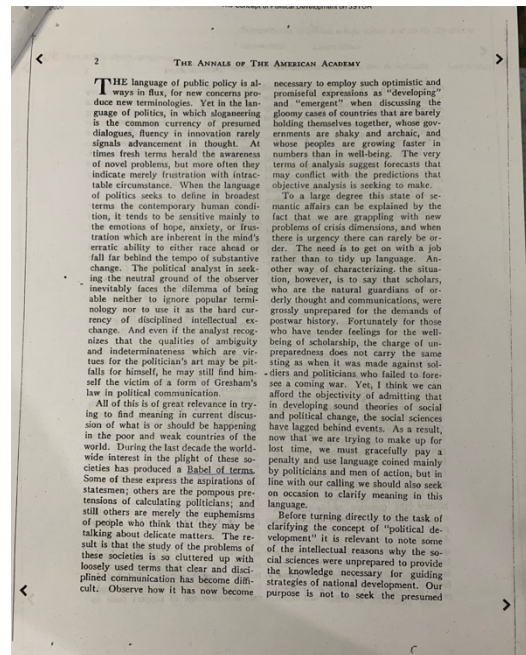 2
THE ANNALS OF THE AMERICAN ACADEMY
THE language of public policy is al-
ways in flux, for new concerns pro-
duce new terminologies. Yet in the lan-
guage of politics, in which sloganeering
is the common currency of presumed
dialogues, fluency in innovation rarely
signals advancement in thought. At
times fresh terms herald the awareness
of novel problems, but more often they
indicate merely frustration with intrac-
table circumstance. When the language
of politics seeks to define in broadest
terms the contemporary human condi-
tion, it tends to be sensitive mainly to
the emotions of hope, anxiety, or frus-
tration which are inherent in the mind's
erratic ability to either race ahead or
fall far behind the tempo of substantive
change. The political analyst in seek-
ing the neutral ground of the observer
inevitably faces the dilemma of being
able neither to ignore popular termi-
nology nor to use it as the hard cur-
rency of disciplined intellectual ex-
change. And even if the analyst recog-
nizes that the qualities of ambiguity
and indeterminateness which are vir-
tues for the politician's art may be pit-
falls for himself, he may still find him-
self the victim of a form of Gresham's
law in political communication.
All of this is of great relevance in try-
ing to find meaning in current discus-
sion of what is or should be happening
in the poor and weak countries of the
world. During the last decade the world-
wide interest in the plight of these so-
cieties has produced a Babel of terms.
Some of these express the aspirations of
statesmen; others are the pompous pre-
tensions of calculating politicians; and
still others are merely the euphemisms
of people who think that they may be
talking about delicate matters. The re-
sult is that the study of the problems of
these societies is so cluttered up with
loosely used terms that clear and disci-
plined communication has become diffi-
cult. Observe how it has now become
necessary to employ such optimistic and
promiseful expressions as "developing"
and "emergent" when discussing the
gloomy cases of countries that are barely
holding themselves together, whose gov-
ernments are shaky and archaic, and
whose peoples are growing faster in
numbers than in well-being. The very
terms of analysis suggest forecasts that
may conflict with the predictions that
objective analysis is seeking to make.
To a large degree this state of se-
mantic affairs can be explained by the
fact that we are grappling with new
problems of crisis dimensions, and when
there is urgency there can rarely be or-
der. The need is to get on with a job
rather than to tidy up language. An-
other way of characterizing the situa-
tion, however, is to say that scholars,
who are the natural guardians of or-
derly thought and communications, were
grossly unprepared for the demands of
postwar history. Fortunately for those
who have tender feelings for the well-
being of scholarship, the charge of un-
preparedness does not carry the same
sting as when it was made against sol-
diers and politicians who failed to fore-
see a coming war. Yet, I think we can
afford the objectivity of admitting that
in developing sound theories of social
and political change, the social sciences
have lagged behind events. As a result,
now that we are trying to make up for
lost time, we must gracefully pay a
penalty and use language coined mainly
by politicians and men of action, but in
line with our calling we should also seek
on occasion to clarify meaning in this
language.
Before turning directly to the task of
clarifying the concept of "political de-
velopment" it is relevant to note some
of the intellectual reasons why the so-
cial sciences were unprepared to provide
the knowledge necessary for guiding
strategies of national development. Our
purpose is not to seek the presumed